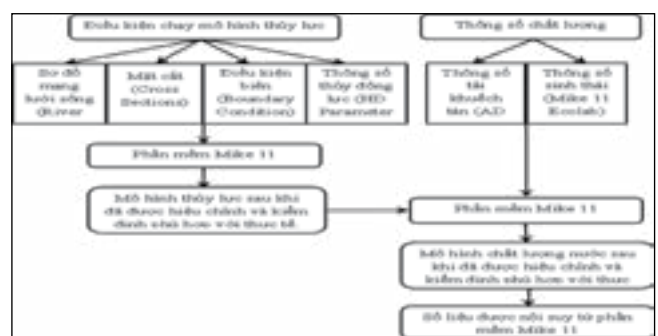 Điều kiện chạy mô hình thủy lực
Thông số chất lượng
Sơ đồ
mạng
lưới sông
(River
Mặt cắt
(Cross
Sections)
Điều kiện
biên
(Boundary
Condition)
Thông số
thủy động
lực (HD
Parameter
Thông số
tải
khuếch
tán (AD
Thông số
sinh thái
(Mike 11
Ecolab)
Phần mềm Mike 11
Mô hình thủy lực sau khi
đã được hiệu chỉnh và kiểm
định phù hợp với thực tế.
Phần mềm Mike 11
Mô hình chất lượng nước sau
khi đã được hiệu chỉnh và
kiểm định phù hợp với thực
Số liệu được nội suy từ phần
mềm Mike 11